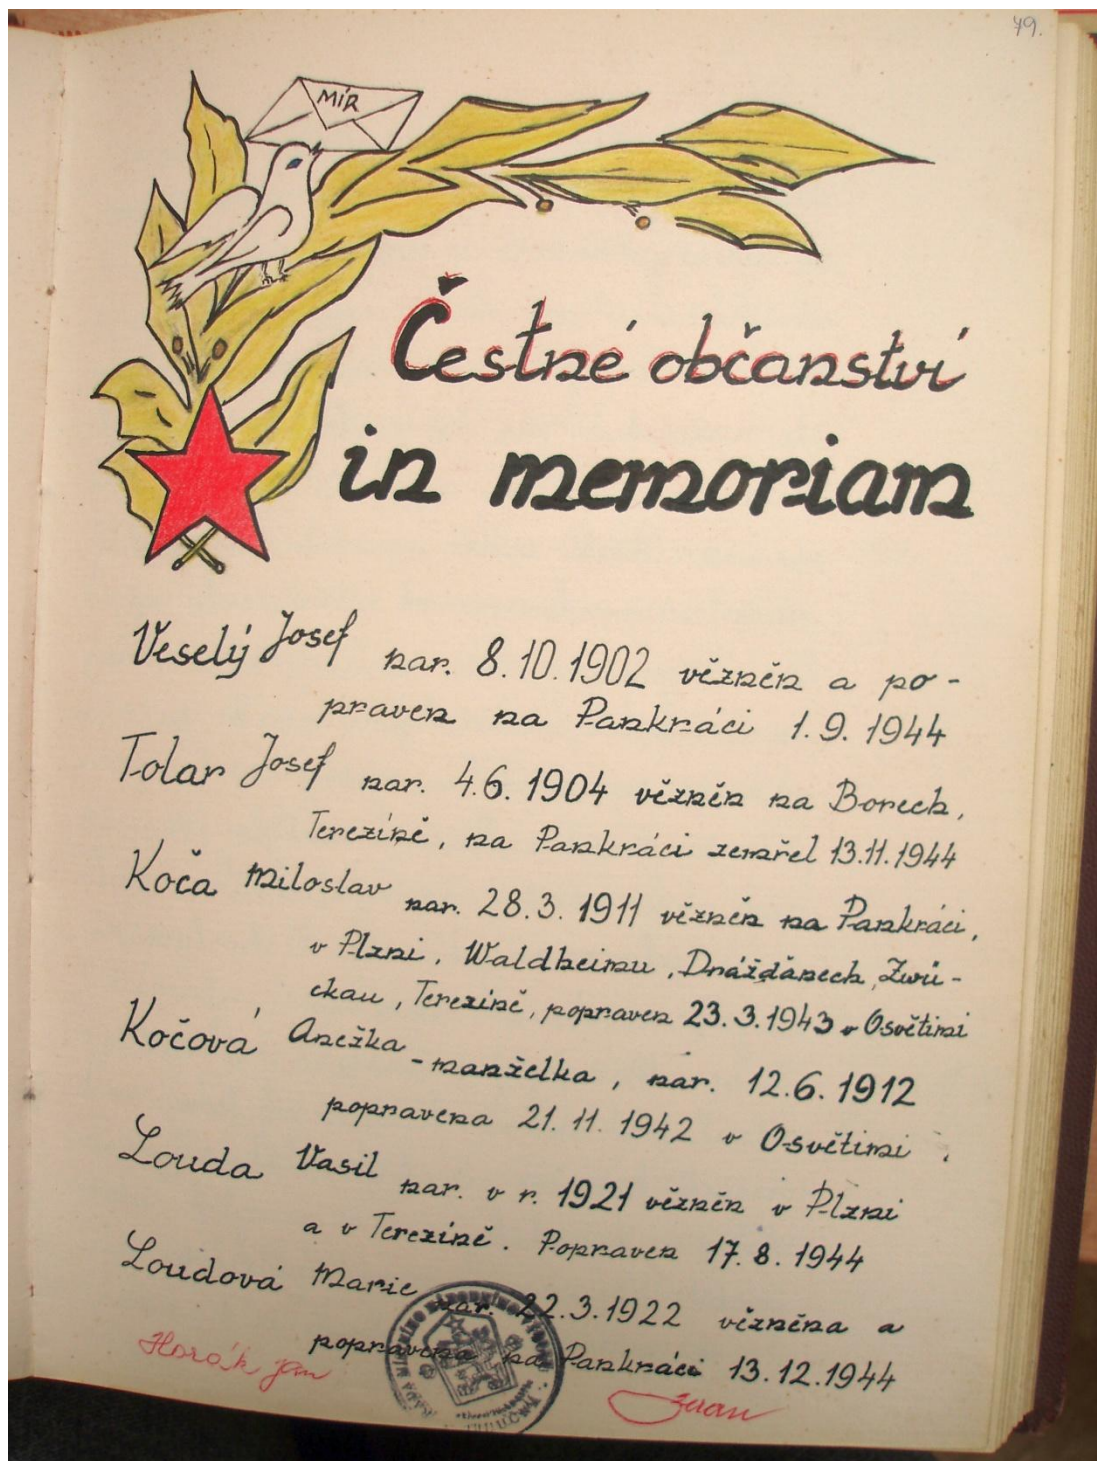 79.
MÍR
Čestné občanství
in memoriam
Veselý Josef nar. 8.10.1902 vězněn a po-
praven na Pankráci 1.9.1944
Tolar Josef nar. 4.6.1904 vězněn na Borech,
Terezíně, na Pankráci zemřel 13.11.1944
Koča Miloslav nar. 28.3.1911 vězněn na Pankráci,
v Plzni, Waldheimu, Drážďanech, Zwi-
ckau, Terezíně, popraven 23.3.1943 v Osvětimi
Kočová Anežka - manželka, nar. 12.6.1912
popravena 21.11.1942 v Osvětimi.
Louda Vasil nar. v r. 1921 vězněn v Plzni
a v Terezíně. Popraven 17.8.1944
Loudová Marie nar. 22.3.1922 vězněna a
popravena na Pankráci 13.12.1944
Horák Jan